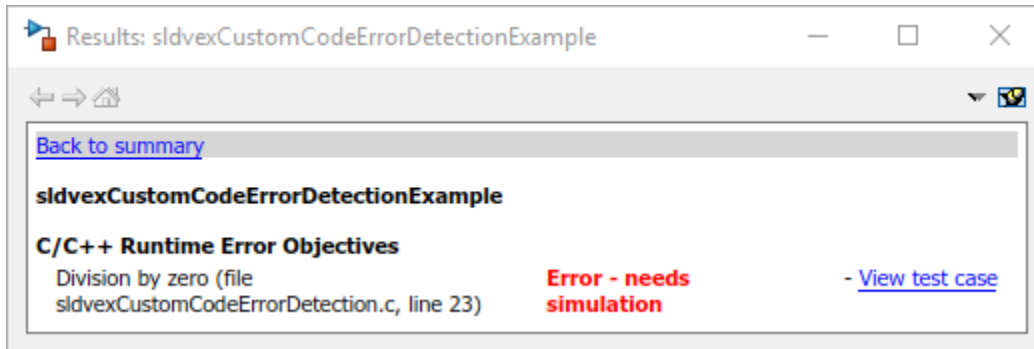 Results: sldvexCustomCodeErrorDetectionExample
Back to summary
sldvexCustomCodeErrorDetectionExample
C/C++ Runtime Error Objectives
Division by zero (file Error - needs - View test case
sldvexCustomCodeErrorDetection.c, line 23) simulation